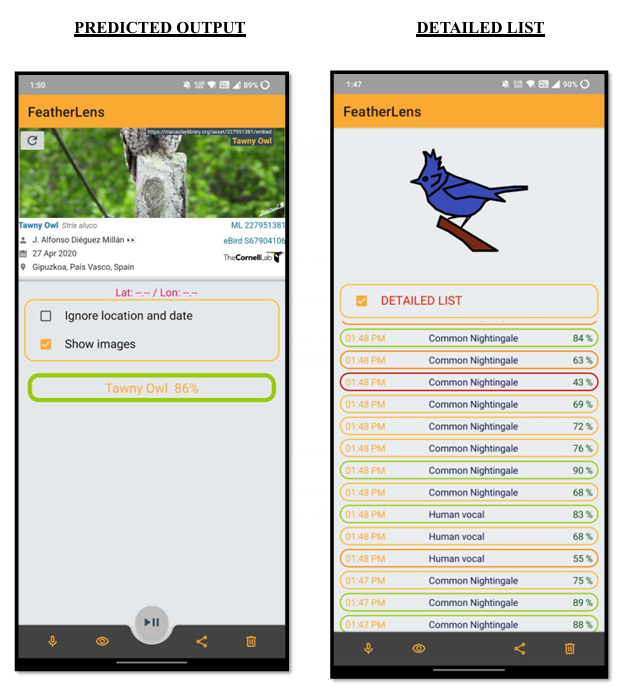 PREDICTED OUTPUT
1:50
89%
FeatherLens
https://macaulaylibrary.org/asset/227951381/embed
Tawny Owl
Tawny Owl Strix aluco
ML 227951381
J. Alfonso Diéguez Millán
eBird S67904106
27 Apr 2020
TheCornellLab
Gipuzkoa, País Vasco, Spain
Lat: --.-- / Lon: --.--
Ignore location and date
Show images
Tawny Owl 86%
DETAILED LIST
1:47
90%
FeatherLens
DETAILED LIST
01:48 PM Common Nightingale 84 %
01:48 PM Common Nightingale 63 %
01:48 PM Common Nightingale 43 %
01:48 PM Common Nightingale 69 %
01:48 PM Common Nightingale 72 %
01:48 PM Common Nightingale 76 %
01:48 PM Common Nightingale 90 %
01:48 PM Common Nightingale 68 %
01:48 PM Human vocal 83 %
01:48 PM Human vocal 68 %
01:48 PM Human vocal 55 %
01:47 PM Common Nightingale 75 %
01:47 PM Common Nightingale 89 %
01:47 PM Common Nightingale 88 %